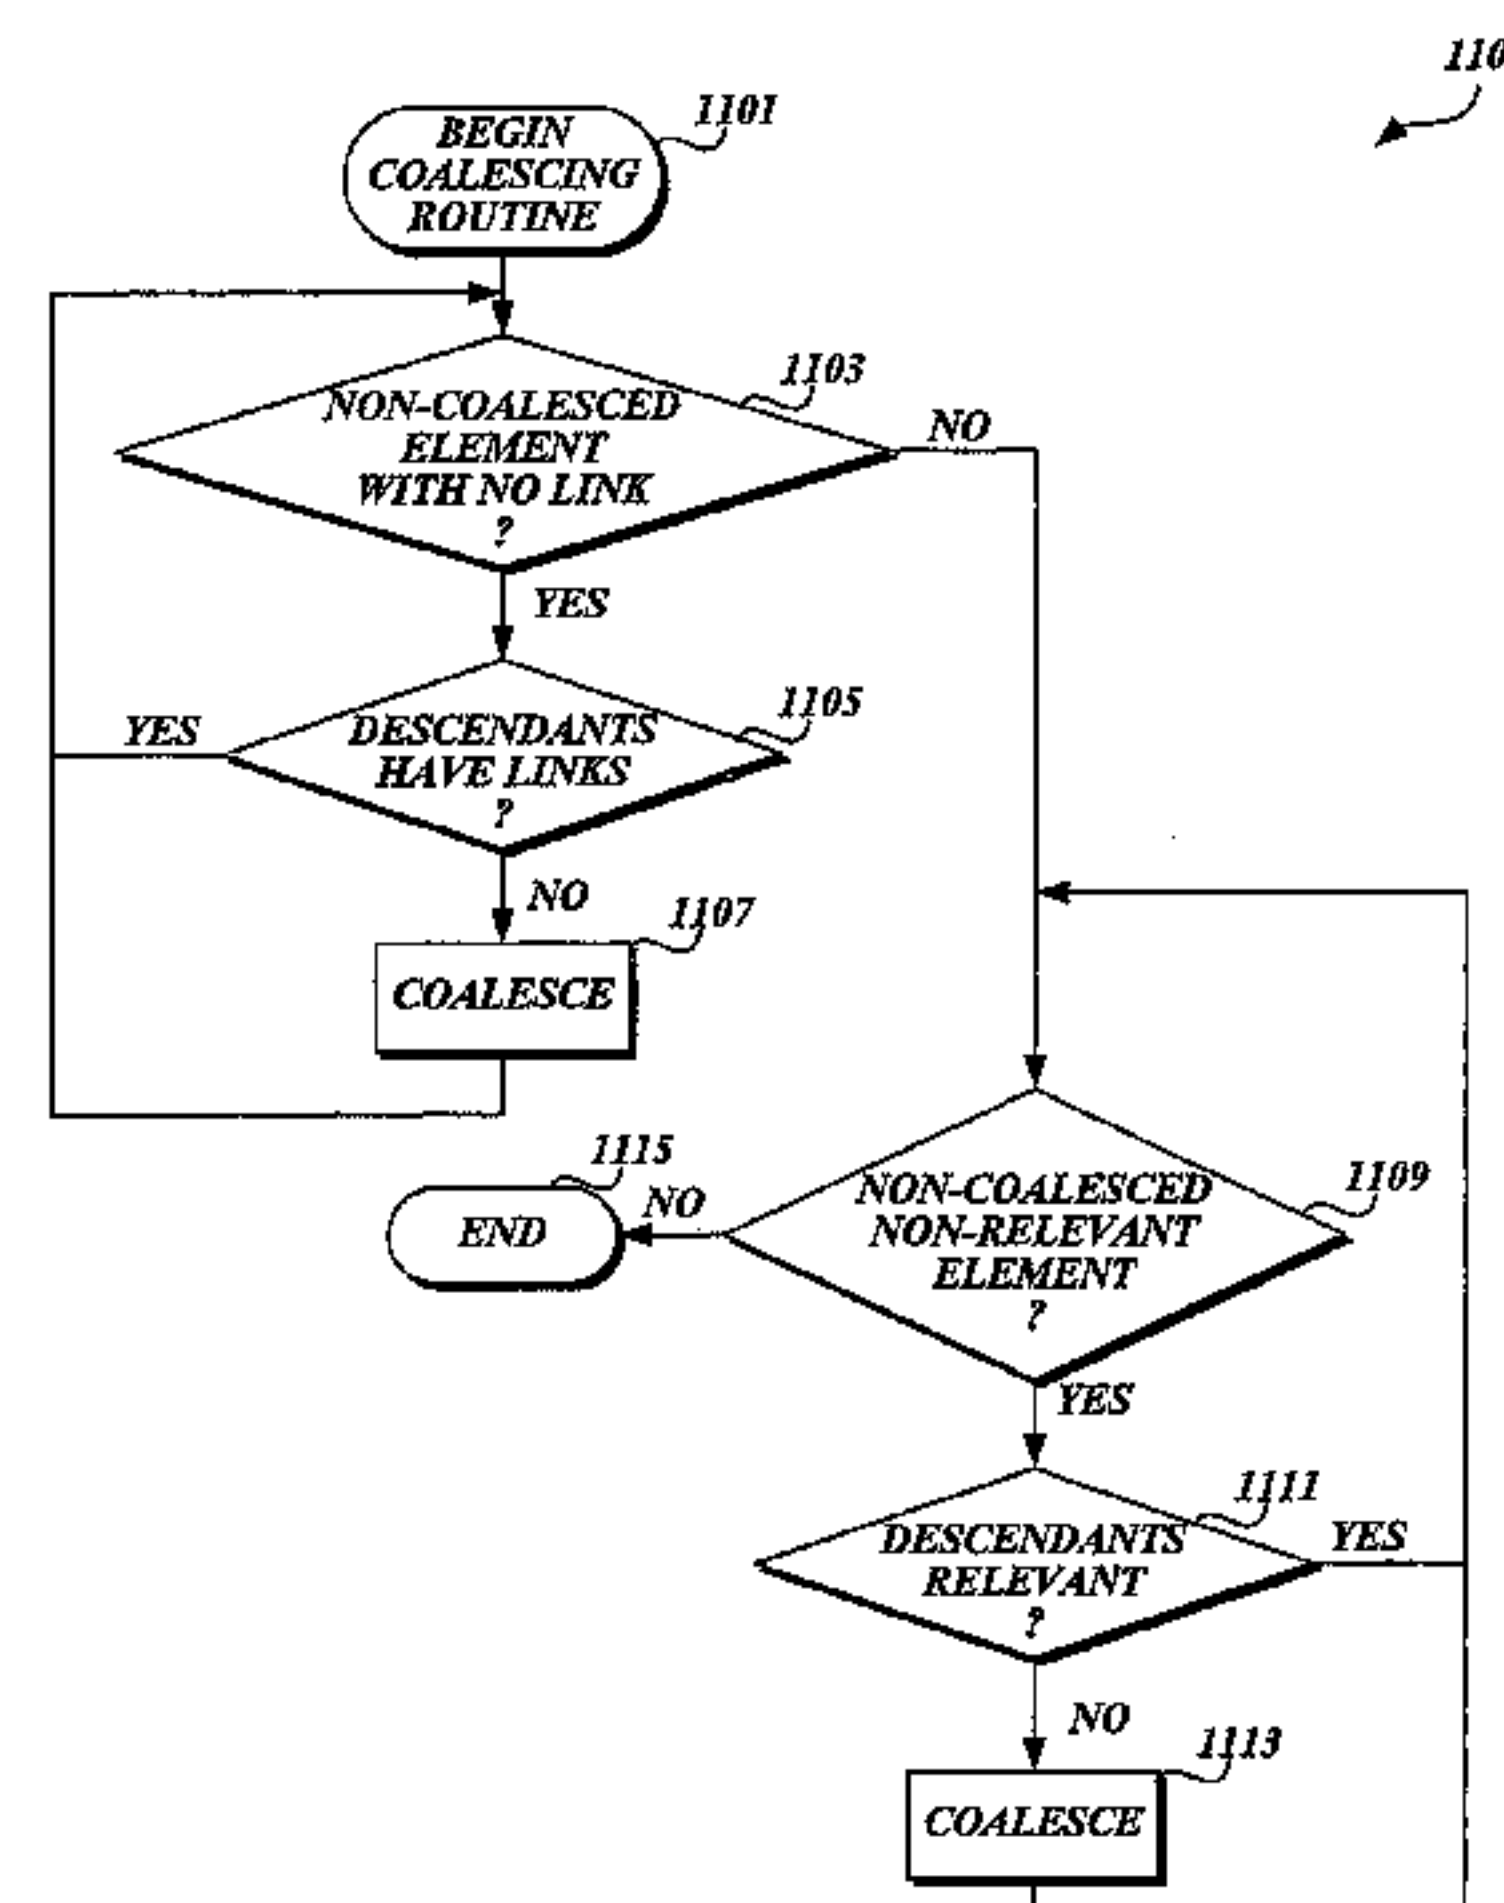 110
1101
BEGIN
COALESCING
ROUTINE
1103
NON-COALESCED
ELEMENT
WITH NO LINK
?
NO
YES
1105
DESCENDANTS
HAVE LINKS
?
YES
NO
1107
COALESCE
1115
END
NO
1109
NON-COALESCED
NON-RELEVANT
ELEMENT
?
YES
1111
DESCENDANTS
RELEVANT
?
YES
NO
1113
COALESCE